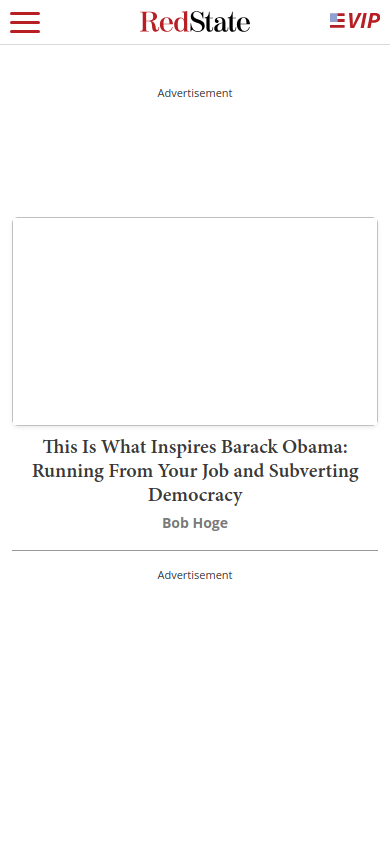 RedState
VIP
Advertisement
This Is What Inspires Barack Obama:
Running From Your Job and Subverting
Democracy
Bob Hoge
Advertisement